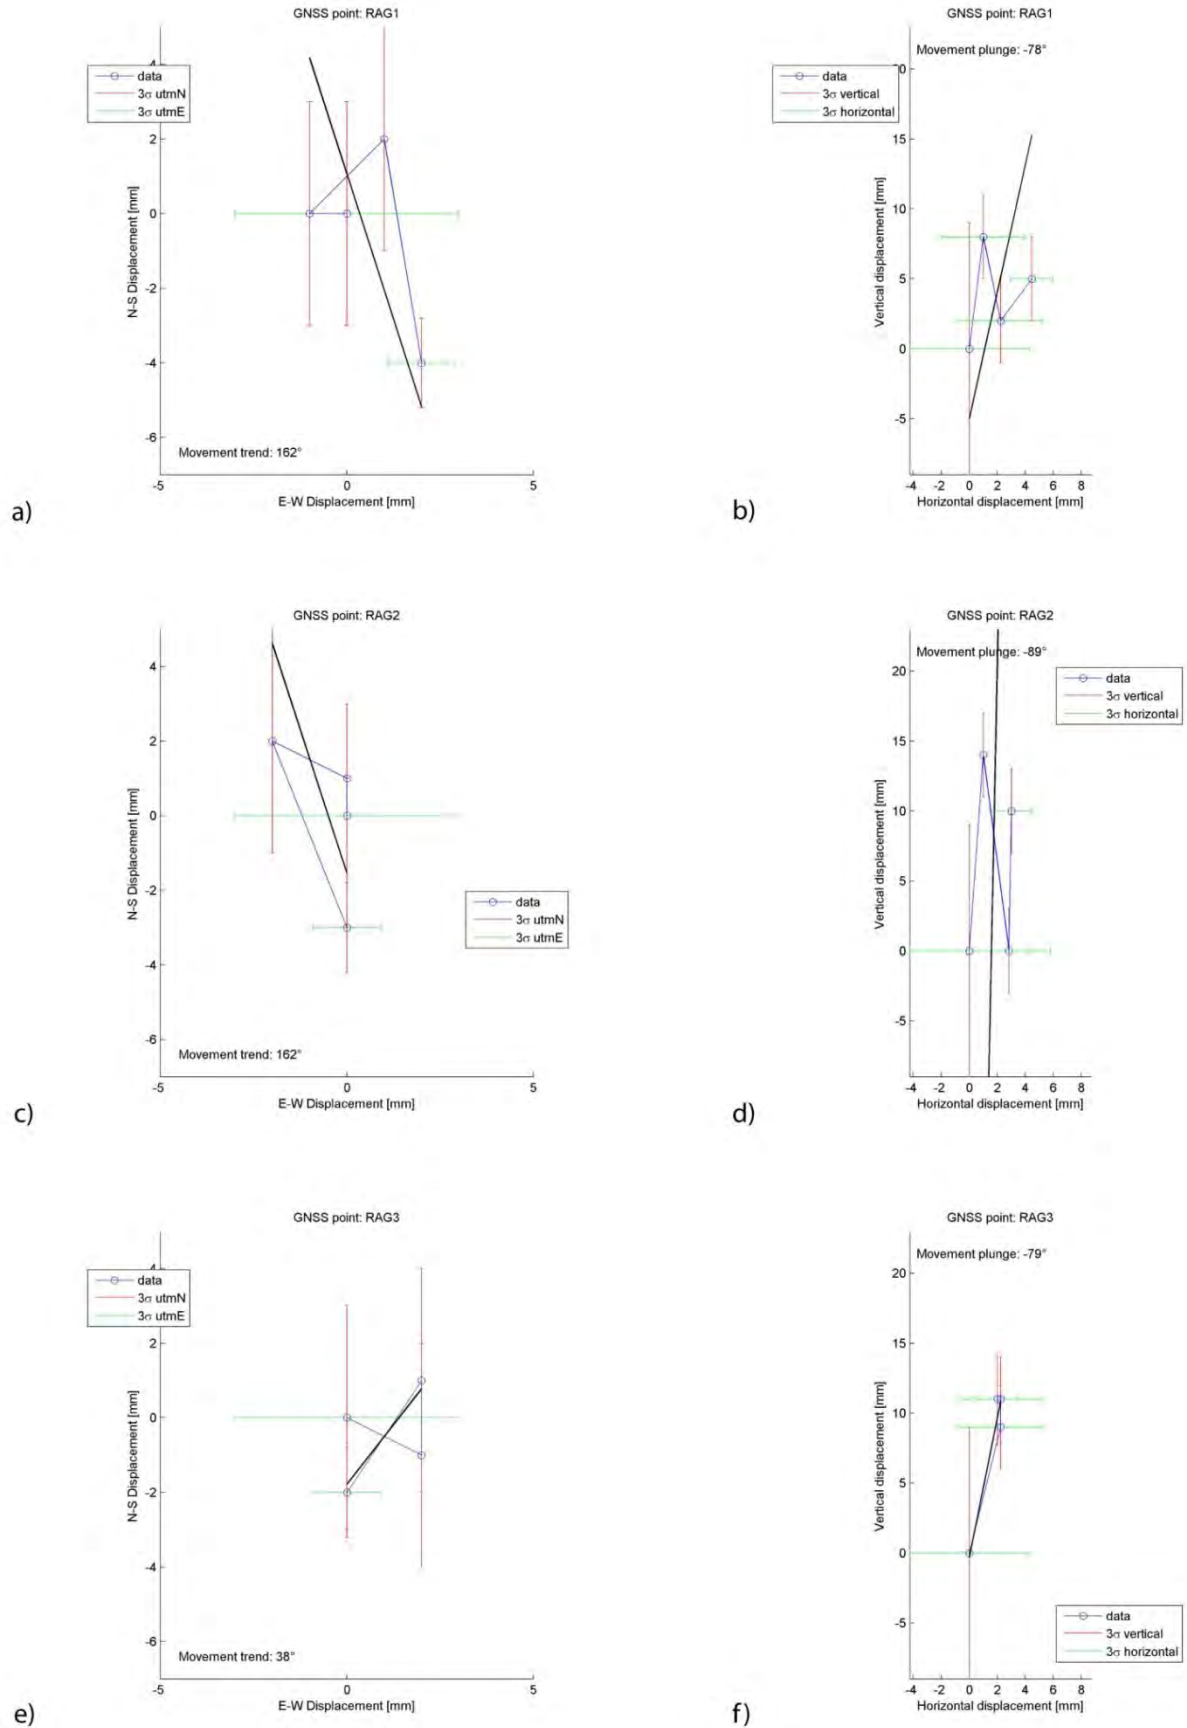 GNSS point: RAG1
4
data
3σ utmN
3σ utmE
2
0
-2
-4
-6
N-S Displacement [mm]
Movement trend: 162°
-5 0 5
E-W Displacement [mm]
a)
GNSS point: RAG1
Movement plunge: -78°
20
data
3σ vertical
3σ horizontal
15
10
5
0
-5
Vertical displacement [mm]
-4 -2 0 2 4 6 8
Horizontal displacement [mm]
b)
GNSS point: RAG2
4
2
0
-2
-4
-6
N-S Displacement [mm]
data
3σ utmN
3σ utmE
Movement trend: 162°
-5 0 5
E-W Displacement [mm]
c)
GNSS point: RAG2
Movement plunge: -89°
20
data
3σ vertical
3σ horizontal
15
10
5
0
-5
Vertical displacement [mm]
-4 -2 0 2 4 6 8
Horizontal displacement [mm]
d)
GNSS point: RAG3
4
data
3σ utmN
3σ utmE
2
0
-2
-4
-6
N-S Displacement [mm]
Movement trend: 38°
-5 0 5
E-W Displacement [mm]
e)
GNSS point: RAG3
Movement plunge: -79°
20
15
10
5
0
-5
Vertical displacement [mm]
data
3σ vertical
3σ horizontal
-4 -2 0 2 4 6 8
Horizontal displacement [mm]
f)